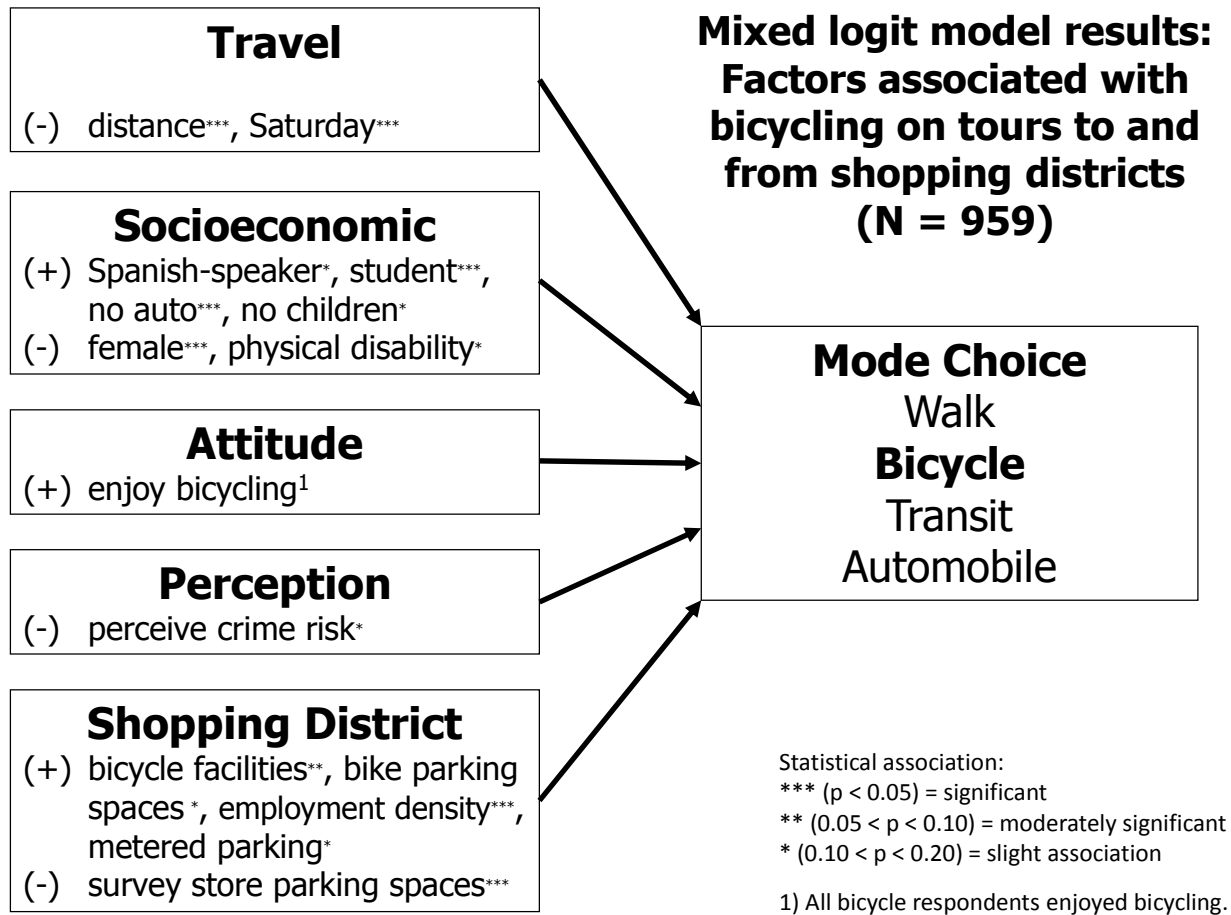 Travel
(-) distance***, Saturday***
Mixed logit model results:
Factors associated with
bicycling on tours to and
from shopping districts
(N = 959)
Socioeconomic
(+) Spanish-speaker*, student***,
no auto***, no children*
(-) female***, physical disability*
Attitude
(+) enjoy bicycling1
Perception
(-) perceive crime risk*
Shopping District
(+) bicycle facilities**, bike parking
spaces *, employment density***,
metered parking*
(-) survey store parking spaces***
Mode Choice
Walk
Bicycle
Transit
Automobile
Statistical association:
*** (p < 0.05) = significant
** (0.05 < p < 0.10) = moderately significant
* (0.10 < p < 0.20) = slight association
1) All bicycle respondents enjoyed bicycling.